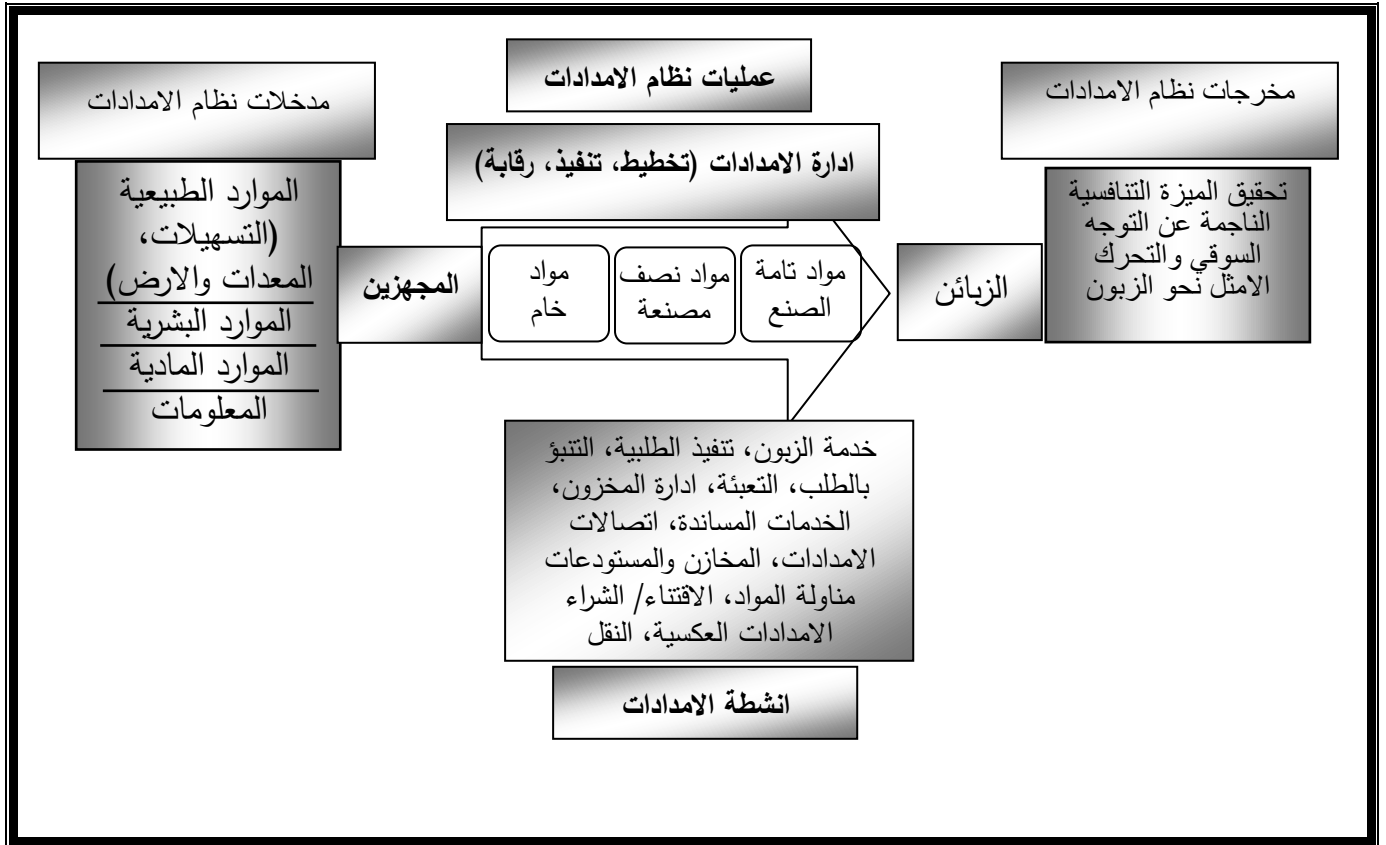 عمليات نظام الامدادات
مخرجات نظام الامدادات
مدخلات نظام الامدادات
ادارة الامدادات (تخطيط، تنفيذ، رقابة)
الموارد الطبيعية
(التسهيلات،
المعدات والارض)
الموارد البشرية
الموارد المادية
المعلومات
المجهزين
مواد
خام
مواد نصف
مصنعة
مواد تامة
الصنع
الزبائن
تحقيق الميزة التنافسية
الناجمة عن التوجه
السوقي والتحرك
الامثل نحو الزبون
خدمة الزبون، تنفيذ الطلبية، التنبؤ
بالطلب، التعبئة، ادارة المخزون،
الخدمات المساندة، اتصالات
الامدادات، المخازن والمستودعات
مناولة المواد، الاقتناء/ الشراء
الامدادات العكسية، النقل
انشطة الامدادات